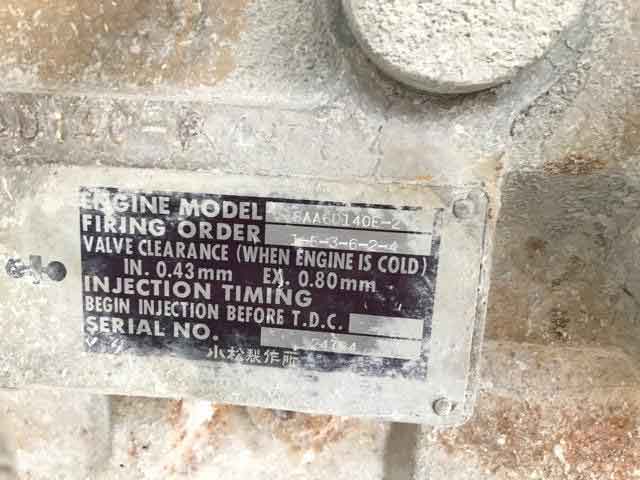 ENGINE MODEL SAA6D140E-2
FIRING ORDER 1-5-3-6-2-4
VALVE CLEARANCE (WHEN ENGINE IS COLD)
IN. 0.43mm EX. 0.80mm
INJECTION TIMING
BEGIN INJECTION BEFORE T.D.C.
SERIAL NO.
小松製作所